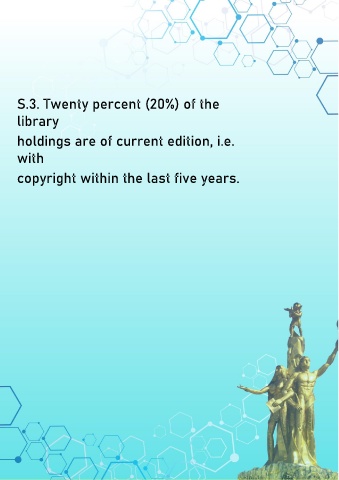 S.3. Twenty percent (20%) of the
library
holdings are of current edition, i.e.
with
copyright within the last five years.